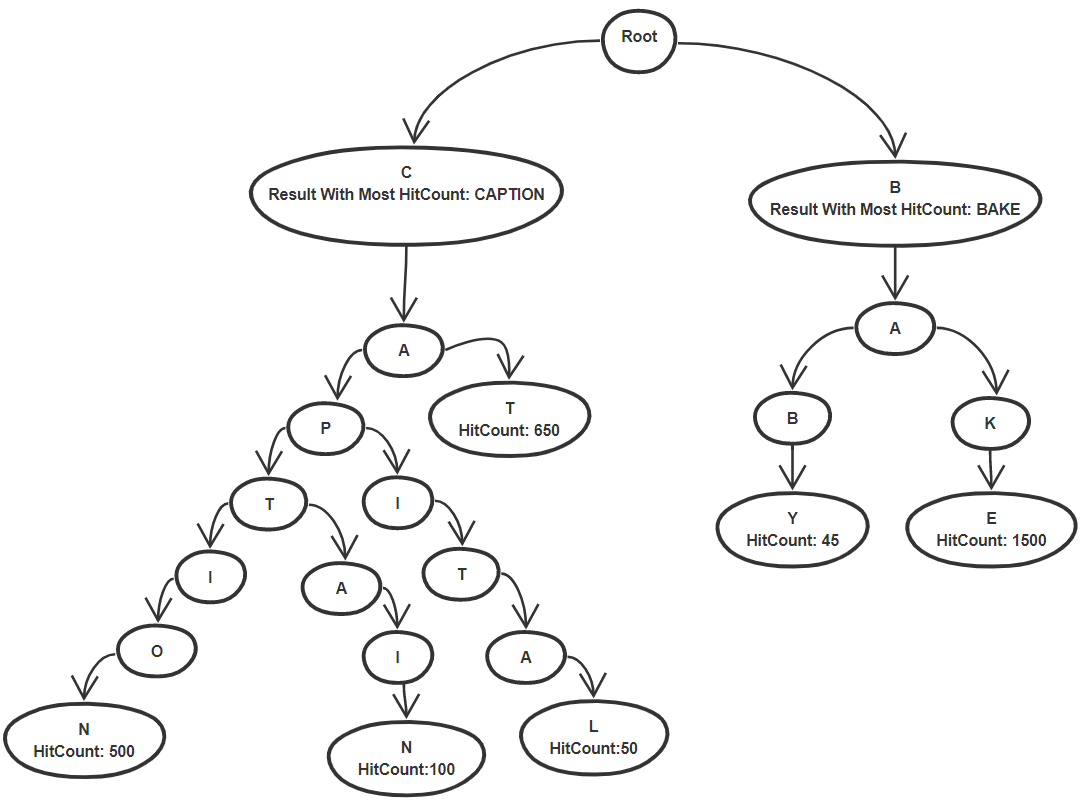 Root
C
Result With Most HitCount: CAPTION
B
Result With Most HitCount: BAKE
A
A
P
T
HitCount: 650
B
K
T
I
Y
HitCount: 45
E
HitCount: 1500
I
A
T
O
I
A
N
HitCount: 500
N
HitCount:100
L
HitCount:50